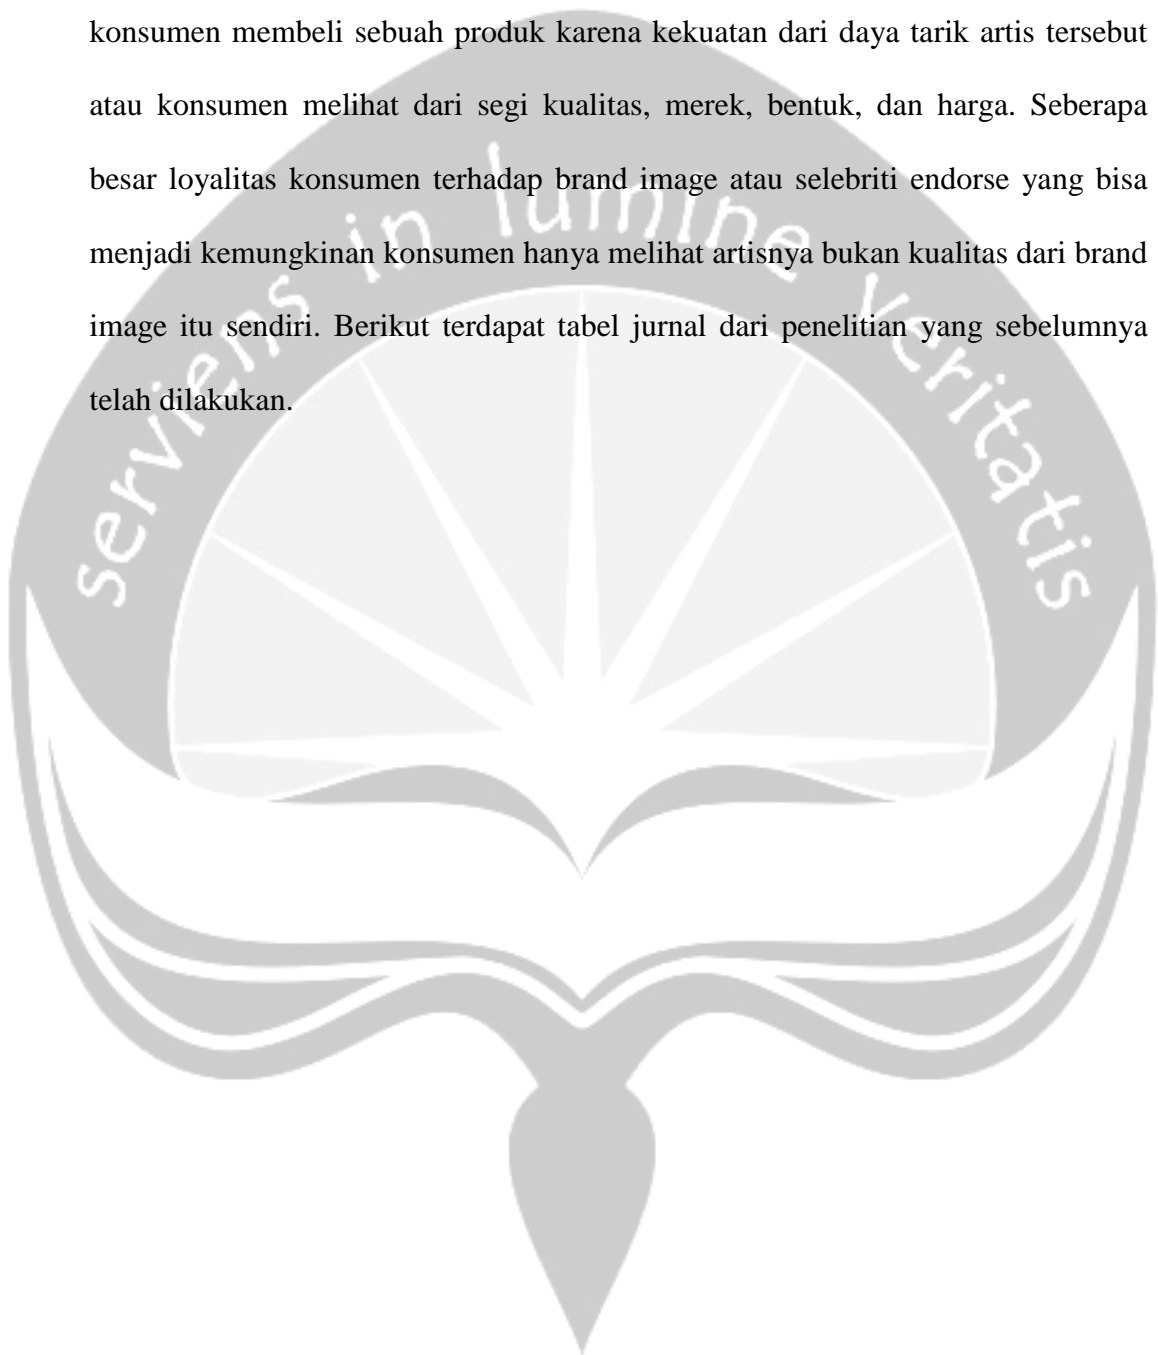 konsumen membeli sebuah produk karena kekuatan dari daya tarik artis tersebut
atau konsumen melihat dari segi kualitas, merek, bentuk, dan harga. Seberapa
besar loyalitas konsumen terhadap brand image atau selebriti endorse yang bisa
menjadi kemungkinan konsumen hanya melihat artisnya bukan kualitas dari brand
image itu sendiri. Berikut terdapat tabel jurnal dari penelitian yang sebelumnya
telah dilakukan.
serviens in lumine veritatis